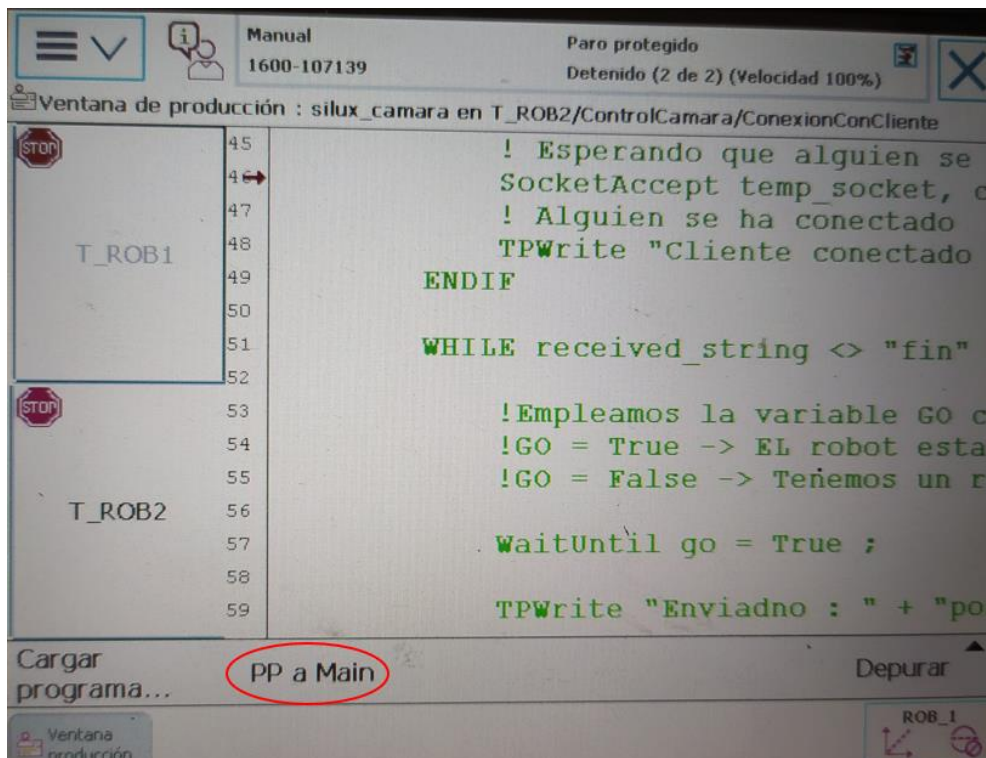 Manual
1600-107139
Paro protegido
Detenido (2 de 2) (Velocidad 100%)
Ventana de producción : silux_camara en T_ROB2/ControlCamara/ConexionConCliente
STOP
T_ROB1
STOP
T_ROB2
45 ! Esperando que alguien se
46 SocketAccept temp_socket, c
47 ! Alguien se ha conectado
48 TPWrite "Cliente conectado
49 ENDIF
50
51 WHILE received_string <> "fin"
52
53 !Empleamos la variable GO c
54 !GO = True -> EL robot esta
55 !GO = False -> Tenemos un r
56
57 WaitUntil go = True ;
58
59 TPWrite "Enviadno : " + "po
Cargar
programa...
PP a Main
Depurar
Ventana
producción
ROB_1